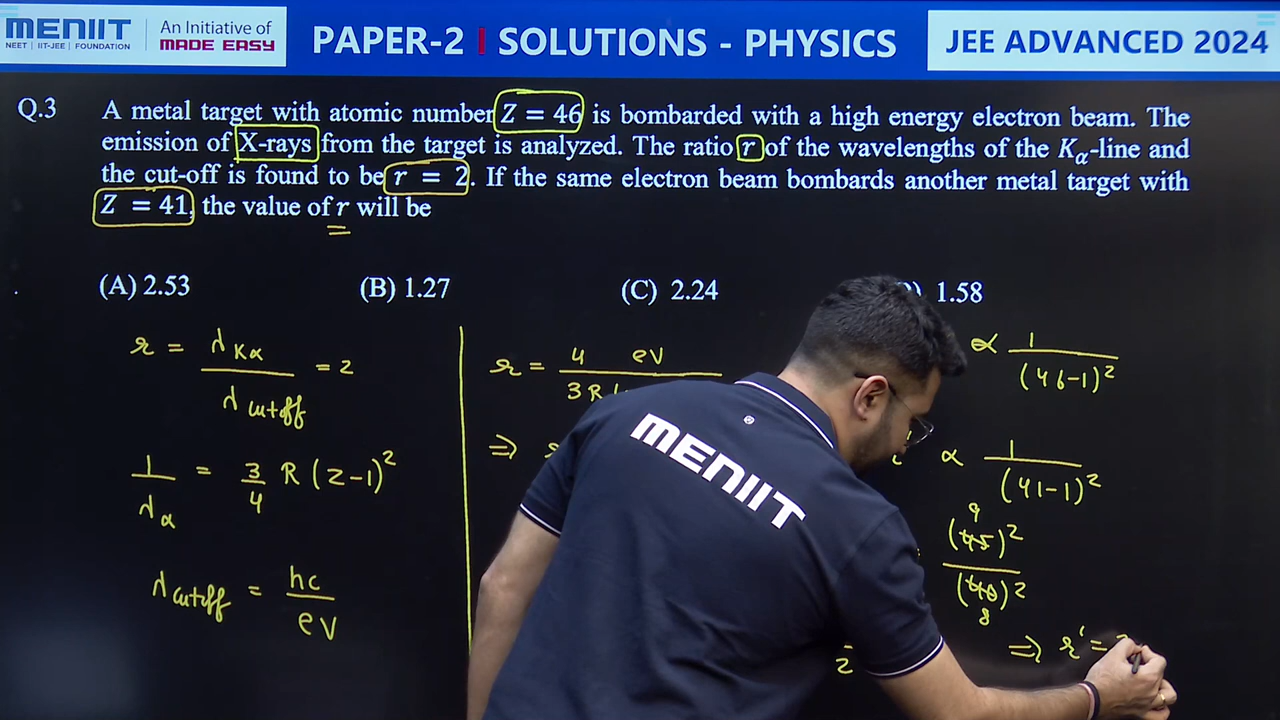 MENIIT
NEET | IIT-JEE | FOUNDATION
An Initiative of
MADE EASY
PAPER-2 | SOLUTIONS - PHYSICS
JEE ADVANCED 2024
Q.3 A metal target with atomic number Z = 46 is bombarded with a high energy electron beam. The
emission of X-rays from the target is analyzed. The ratio r of the wavelengths of the Kα-line and
the cut-off is found to be r = 2. If the same electron beam bombards another metal target with
Z = 41, the value of r will be
(A) 2.53 (B) 1.27 (C) 2.24 1.58
r = λKα / λcutoff = 2
1/λα = 3/4 R (Z-1)²
λcutoff = hc / eV
r = 4 eV / 3R
⇒
∝ 1 / (46-1)²
∝ 1 / (41-1)²
9
(45)²
(40)²
8
2
⇒ r' =
MENIIT